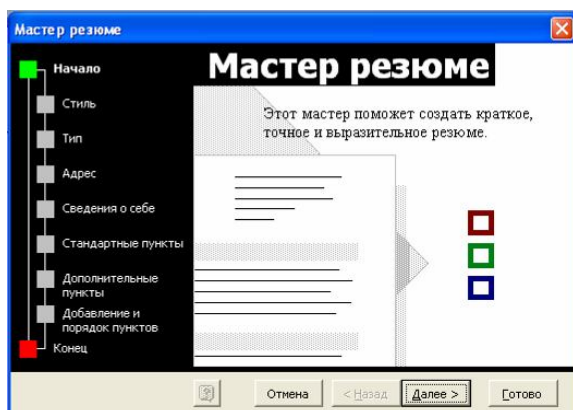 Мастер резюме
Начало
Стиль
Тип
Адрес
Сведения о себе
Стандартные пункты
Дополнительные
пункты
Добавление и
порядок пунктов
Конец
Мастер резюме
Этот мастер поможет создать краткое,
точное и выразительное резюме.
Отмена
< Назад
Далее >
Готово